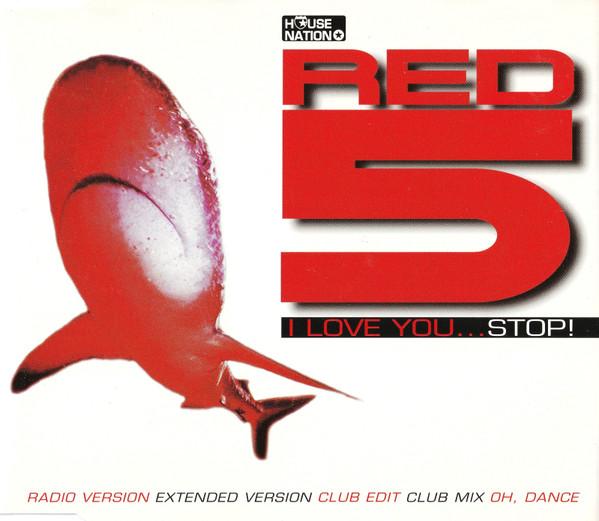 HOUSE
NATION
RED
5
I LOVE YOU...STOP!
RADIO VERSION EXTENDED VERSION CLUB EDIT CLUB MIX OH, DANCE